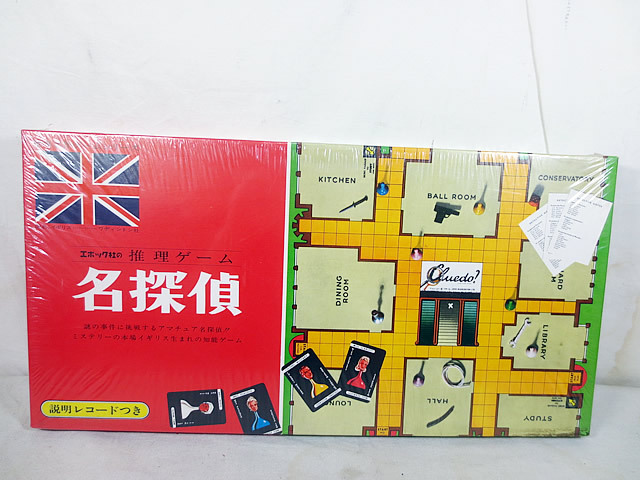 エポック社の 推理ゲーム
名探偵
謎の事件に挑戦するアマチュア名探偵!!
ミステリーの本場イギリス生まれの知能ゲーム
説明レコードつき
KITCHEN
BALL ROOM
CONSERVATORY
DINING
ROOM
Cluedo?
LIBRARY
HALL
STUDY